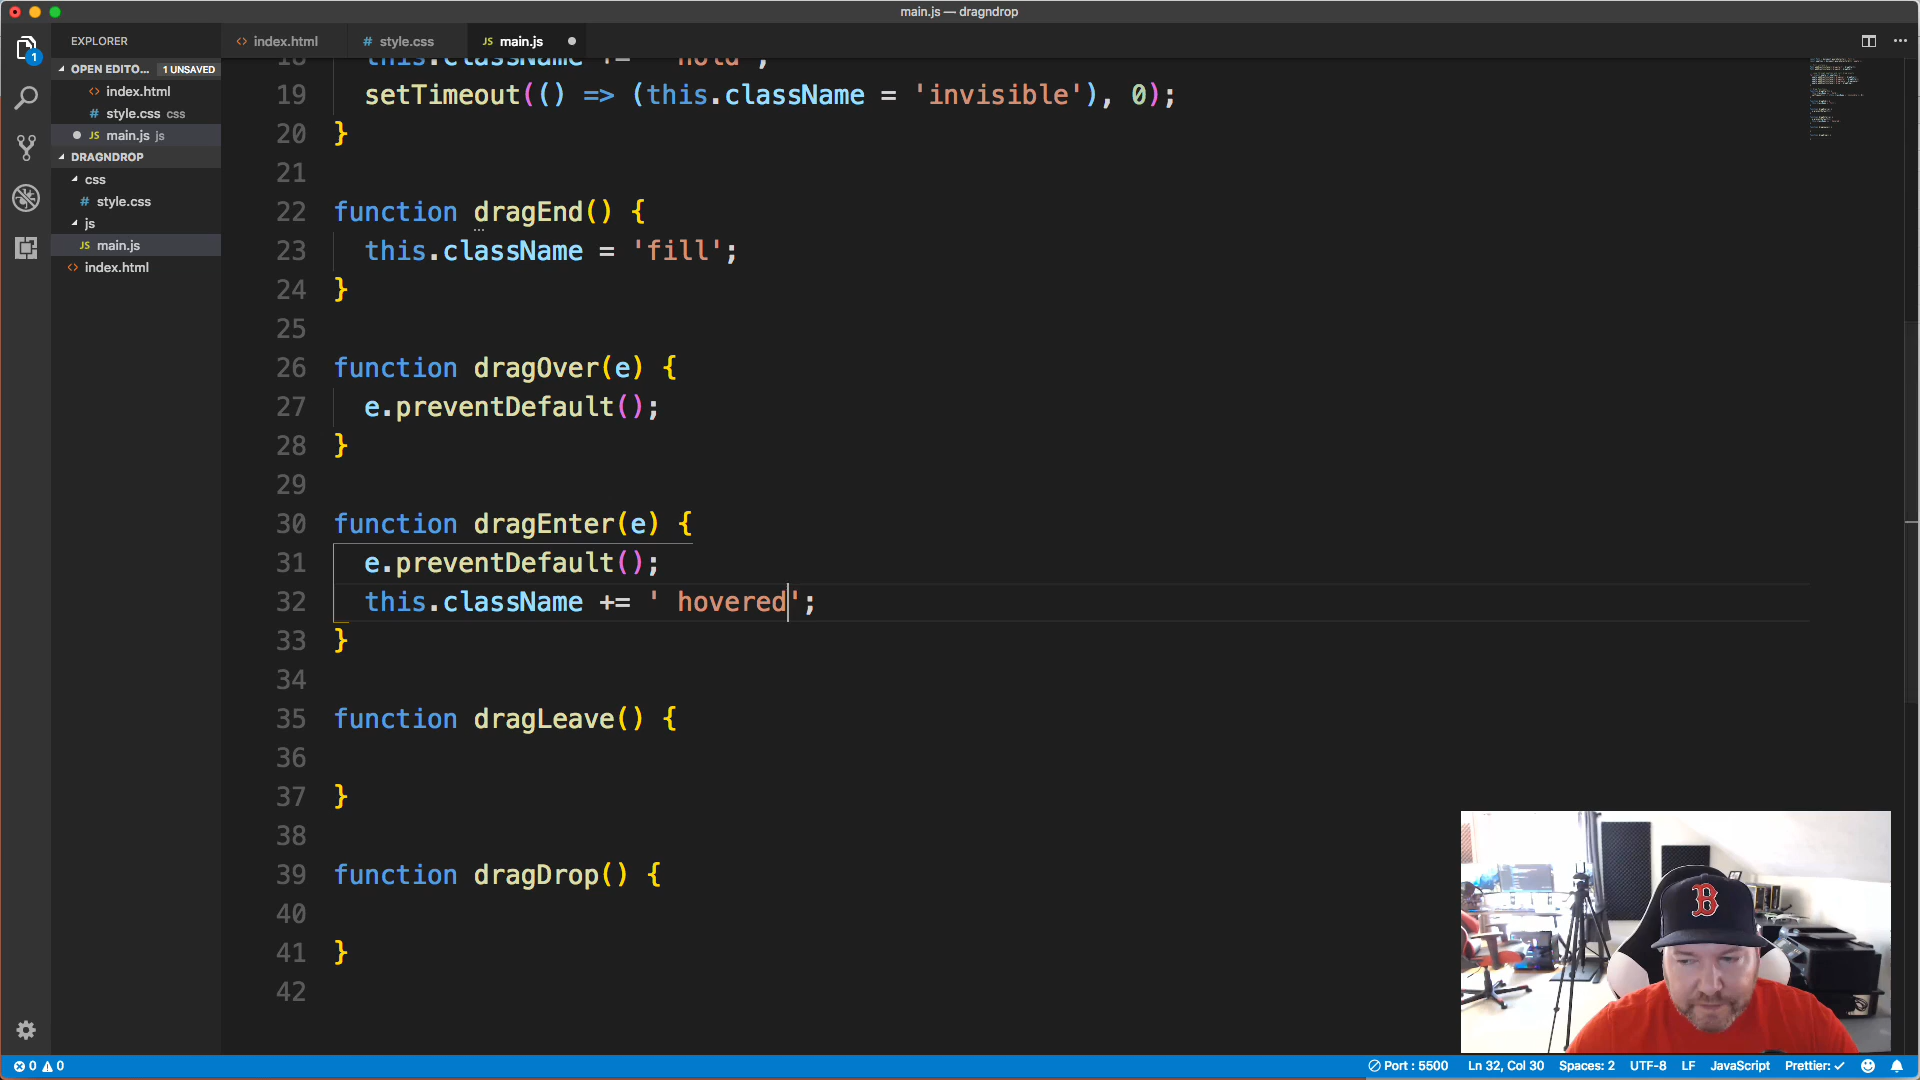 main.js — dragndrop
EXPLORER
OPEN EDITO... 1 UNSAVED
<> index.html
# style.css css
JS main.js js
DRAGNDROP
css
# style.css
js
JS main.js
<> index.html
<> index.html
# style.css
JS main.js
1
18 this.className += ' hold';
19 setTimeout(() => (this.className = 'invisible'), 0);
20 }
21
22 function dragEnd() {
23 this.className = 'fill';
24 }
25
26 function dragOver(e) {
27 e.preventDefault();
28 }
29
30 function dragEnter(e) {
31 e.preventDefault();
32 this.className += ' hovered';
33 }
34
35 function dragLeave() {
36
37 }
38
39 function dragDrop() {
40
41 }
42
B
0 0
Port : 5500 Ln 32, Col 30 Spaces: 2 UTF-8 LF JavaScript Prettier: ✓